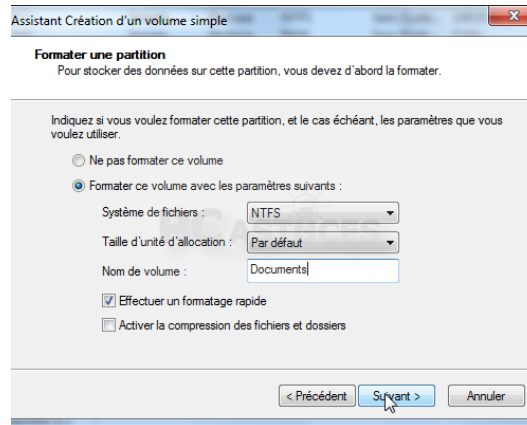 Assistant Création d'un volume simple
Formater une partition
Pour stocker des données sur cette partition, vous devez d'abord la formater.
Indiquez si vous voulez formater cette partition, et le cas échéant, les paramètres que vous
voulez utiliser.
Ne pas formater ce volume
Formater ce volume avec les paramètres suivants :
Système de fichiers : NTFS
Taille d'unité d'allocation : Par défaut
Nom de volume : Documents
Effectuer un formatage rapide
Activer la compression des fichiers et dossiers
< Précédent Suivant > Annuler
PC ASTUCES